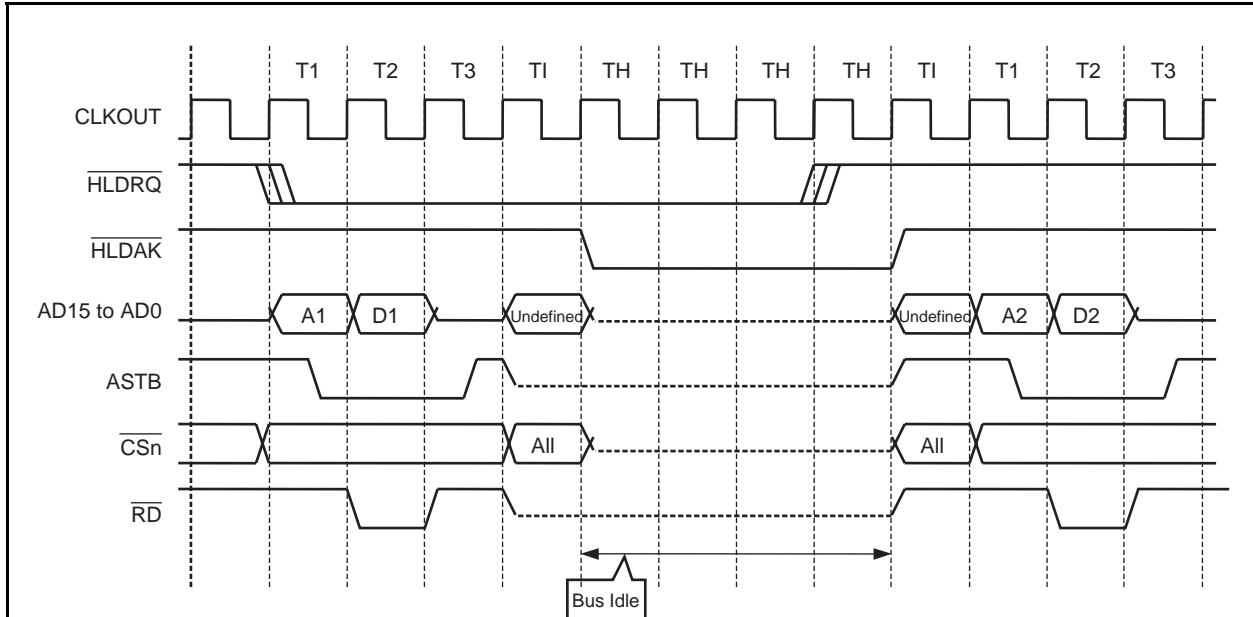 T1 T2 T3 TI TH TH TH TH TI T1 T2 T3
CLKOUT
HLDRQ
HLDAK
AD15 to AD0 A1 D1 Undefined Undefined A2 D2
ASTB
CSn All All
RD
Bus Idle